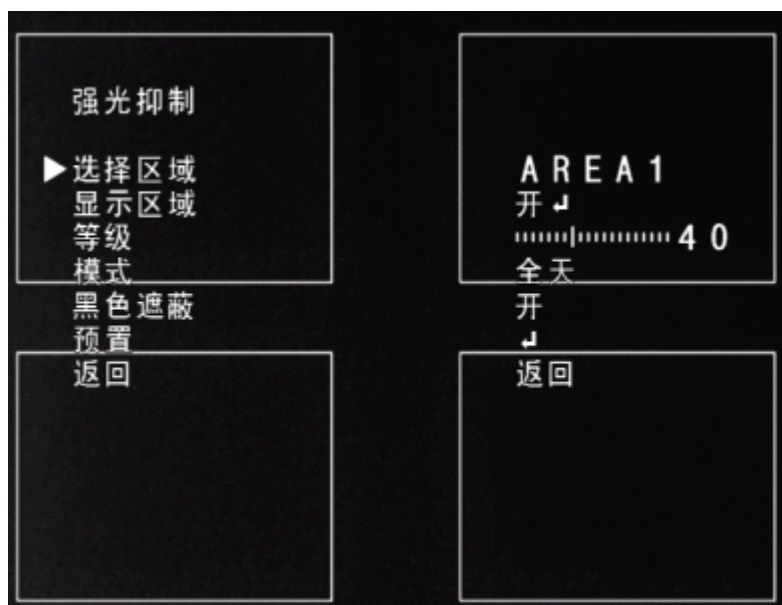 强光抑制
选择区域 AREA1
显示区域 开↲
等级 40
模式 全天
黑色遮蔽 开
预置 ↲
返回 返回